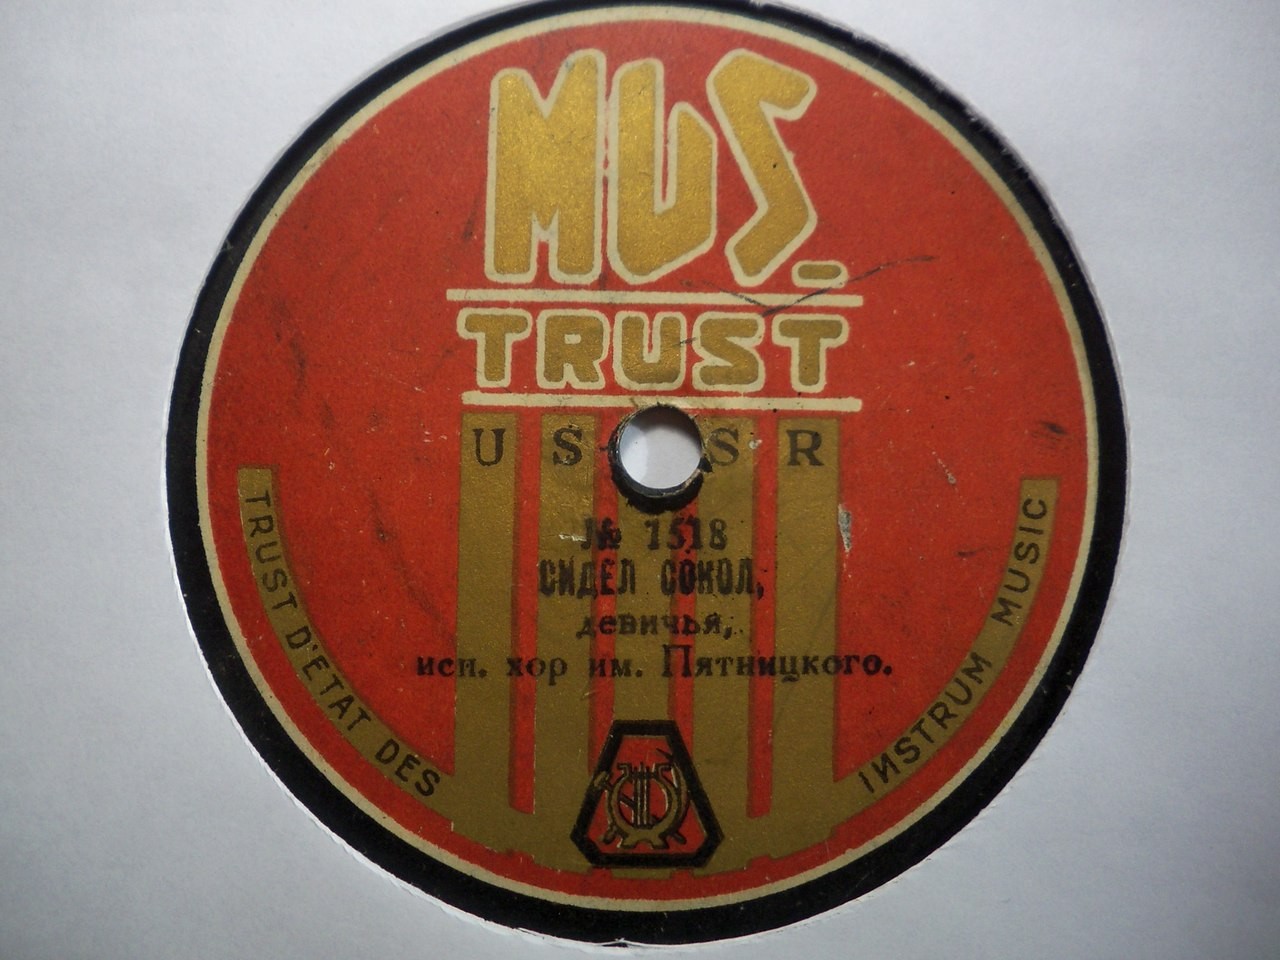 MUS.
TRUST
U S S R
№ 1518
СИДЕЛ СОКОЛ,
девичья,
исп. хор им. Пятницкого.
TRUST D'ETAT DES
INSTRUM MUSIC